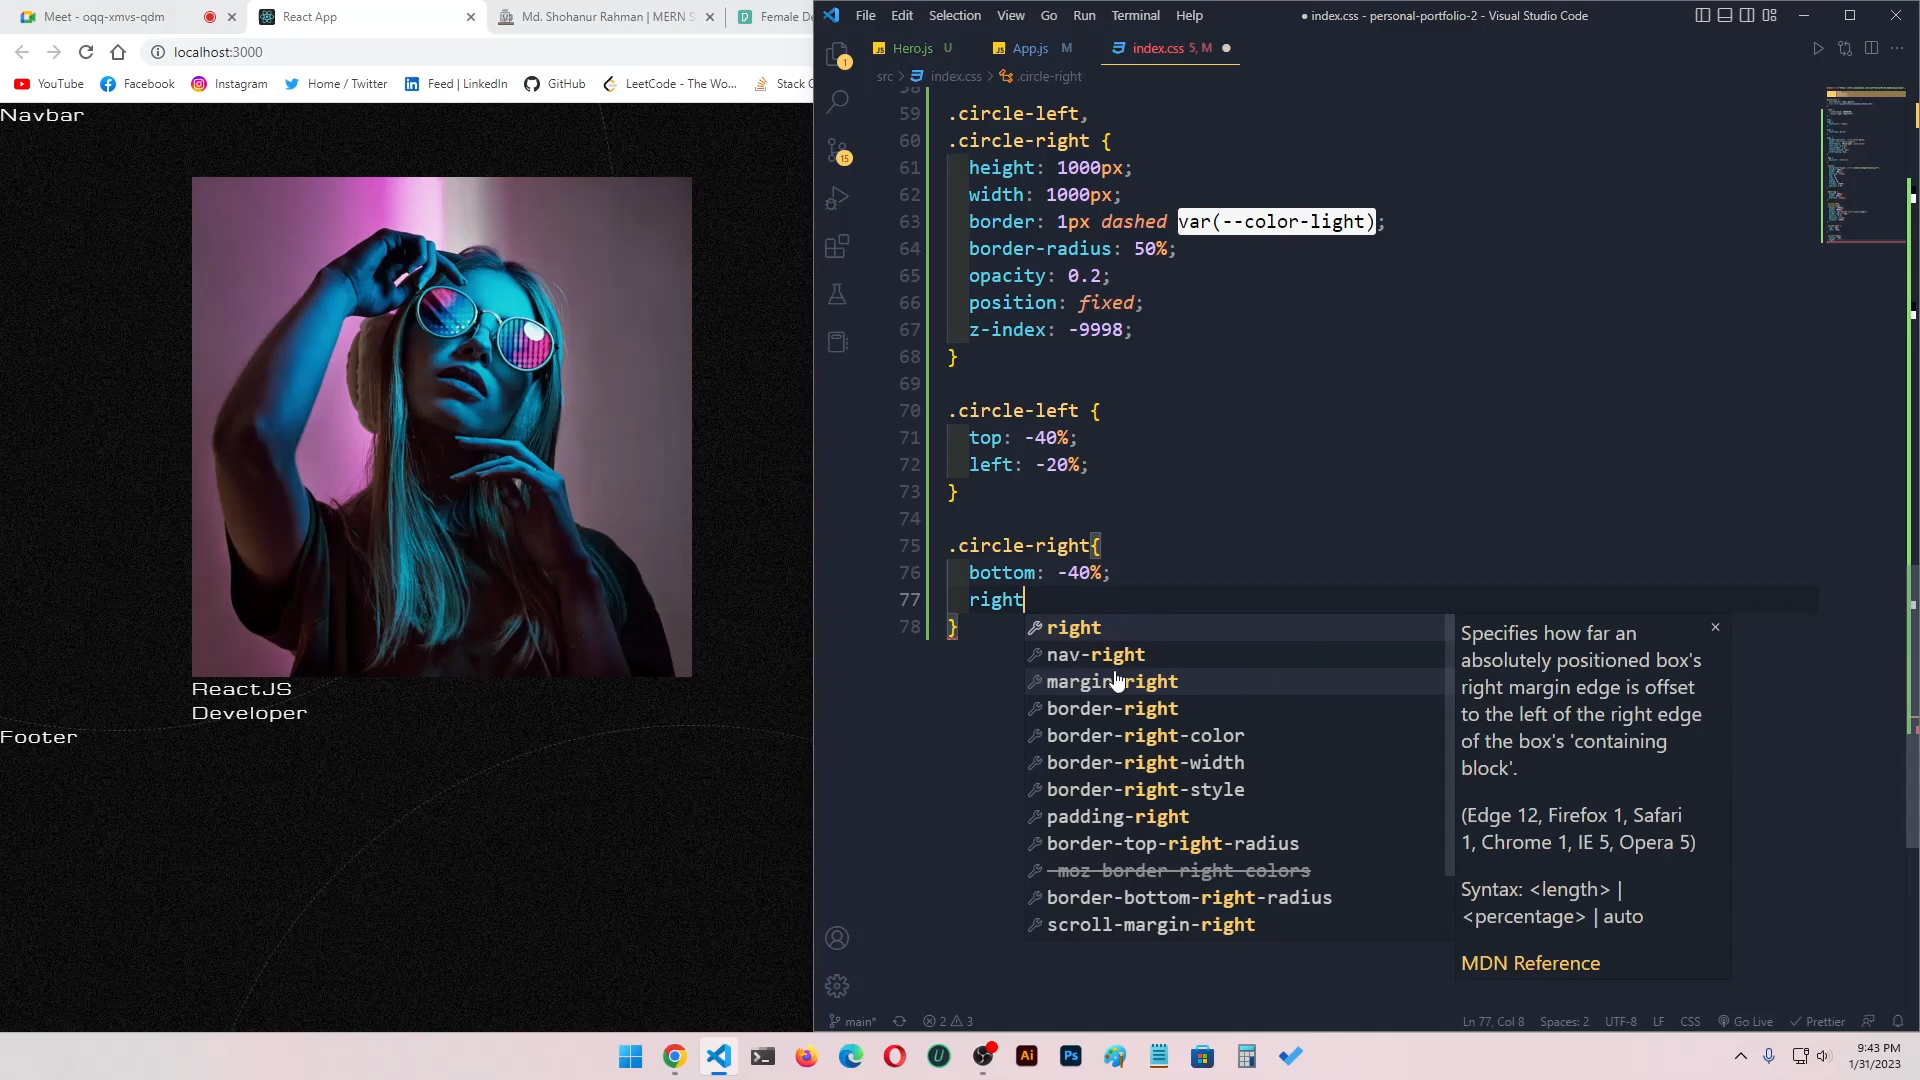 Meet - oqq-xmvs-qdm
React App
Md. Shohanur Rahman | MERN S
Female De
localhost:3000
YouTube
Facebook
Instagram
Home / Twitter
Feed | LinkedIn
GitHub
LeetCode - The Wo...
Stack C
Navbar
ReactJS
Developer
Footer
File Edit Selection View Go Run Terminal Help
● index.css - personal-portfolio-2 - Visual Studio Code
JS Hero.js U
JS App.js M
index.css 5, M
src > index.css > .circle-right
1
15
59 .circle-left,
60 .circle-right {
61 height: 1000px;
62 width: 1000px;
63 border: 1px dashed var(--color-light);
64 border-radius: 50%;
65 opacity: 0.2;
66 position: fixed;
67 z-index: -9998;
68 }
69
70 .circle-left {
71 top: -40%;
72 left: -20%;
73 }
74
75 .circle-right{
76 bottom: -40%;
77 right
78 }
right
nav-right
margin-right
border-right
border-right-color
border-right-width
border-right-style
padding-right
border-top-right-radius
-moz-border-right-colors
border-bottom-right-radius
scroll-margin-right
Specifies how far an
absolutely positioned box's
right margin edge is offset
to the left of the right edge
of the box's 'containing
block'.
(Edge 12, Firefox 1, Safari
1, Chrome 1, IE 5, Opera 5)
Syntax: <length> |
<percentage> | auto
MDN Reference
main*
2 3
Ln 77, Col 8
Spaces: 2
UTF-8
LF
CSS
Go Live
Prettier
Ai
Ps
9:43 PM
1/31/2023